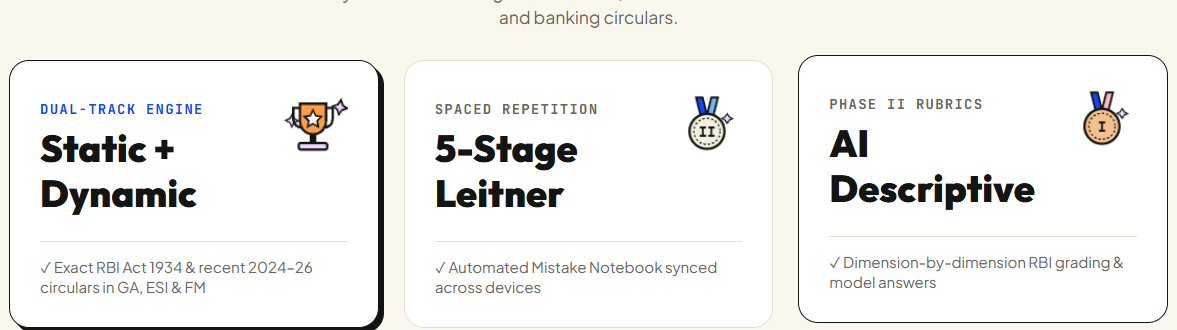 and banking circulars.
DUAL-TRACK ENGINE
Static +
Dynamic
✓ Exact RBI Act 1934 & recent 2024–26
circulars in GA, ESI & FM
SPACED REPETITION
II
5-Stage
Leitner
✓ Automated Mistake Notebook synced
across devices
PHASE II RUBRICS
I
AI
Descriptive
✓ Dimension-by-dimension RBI grading &
model answers